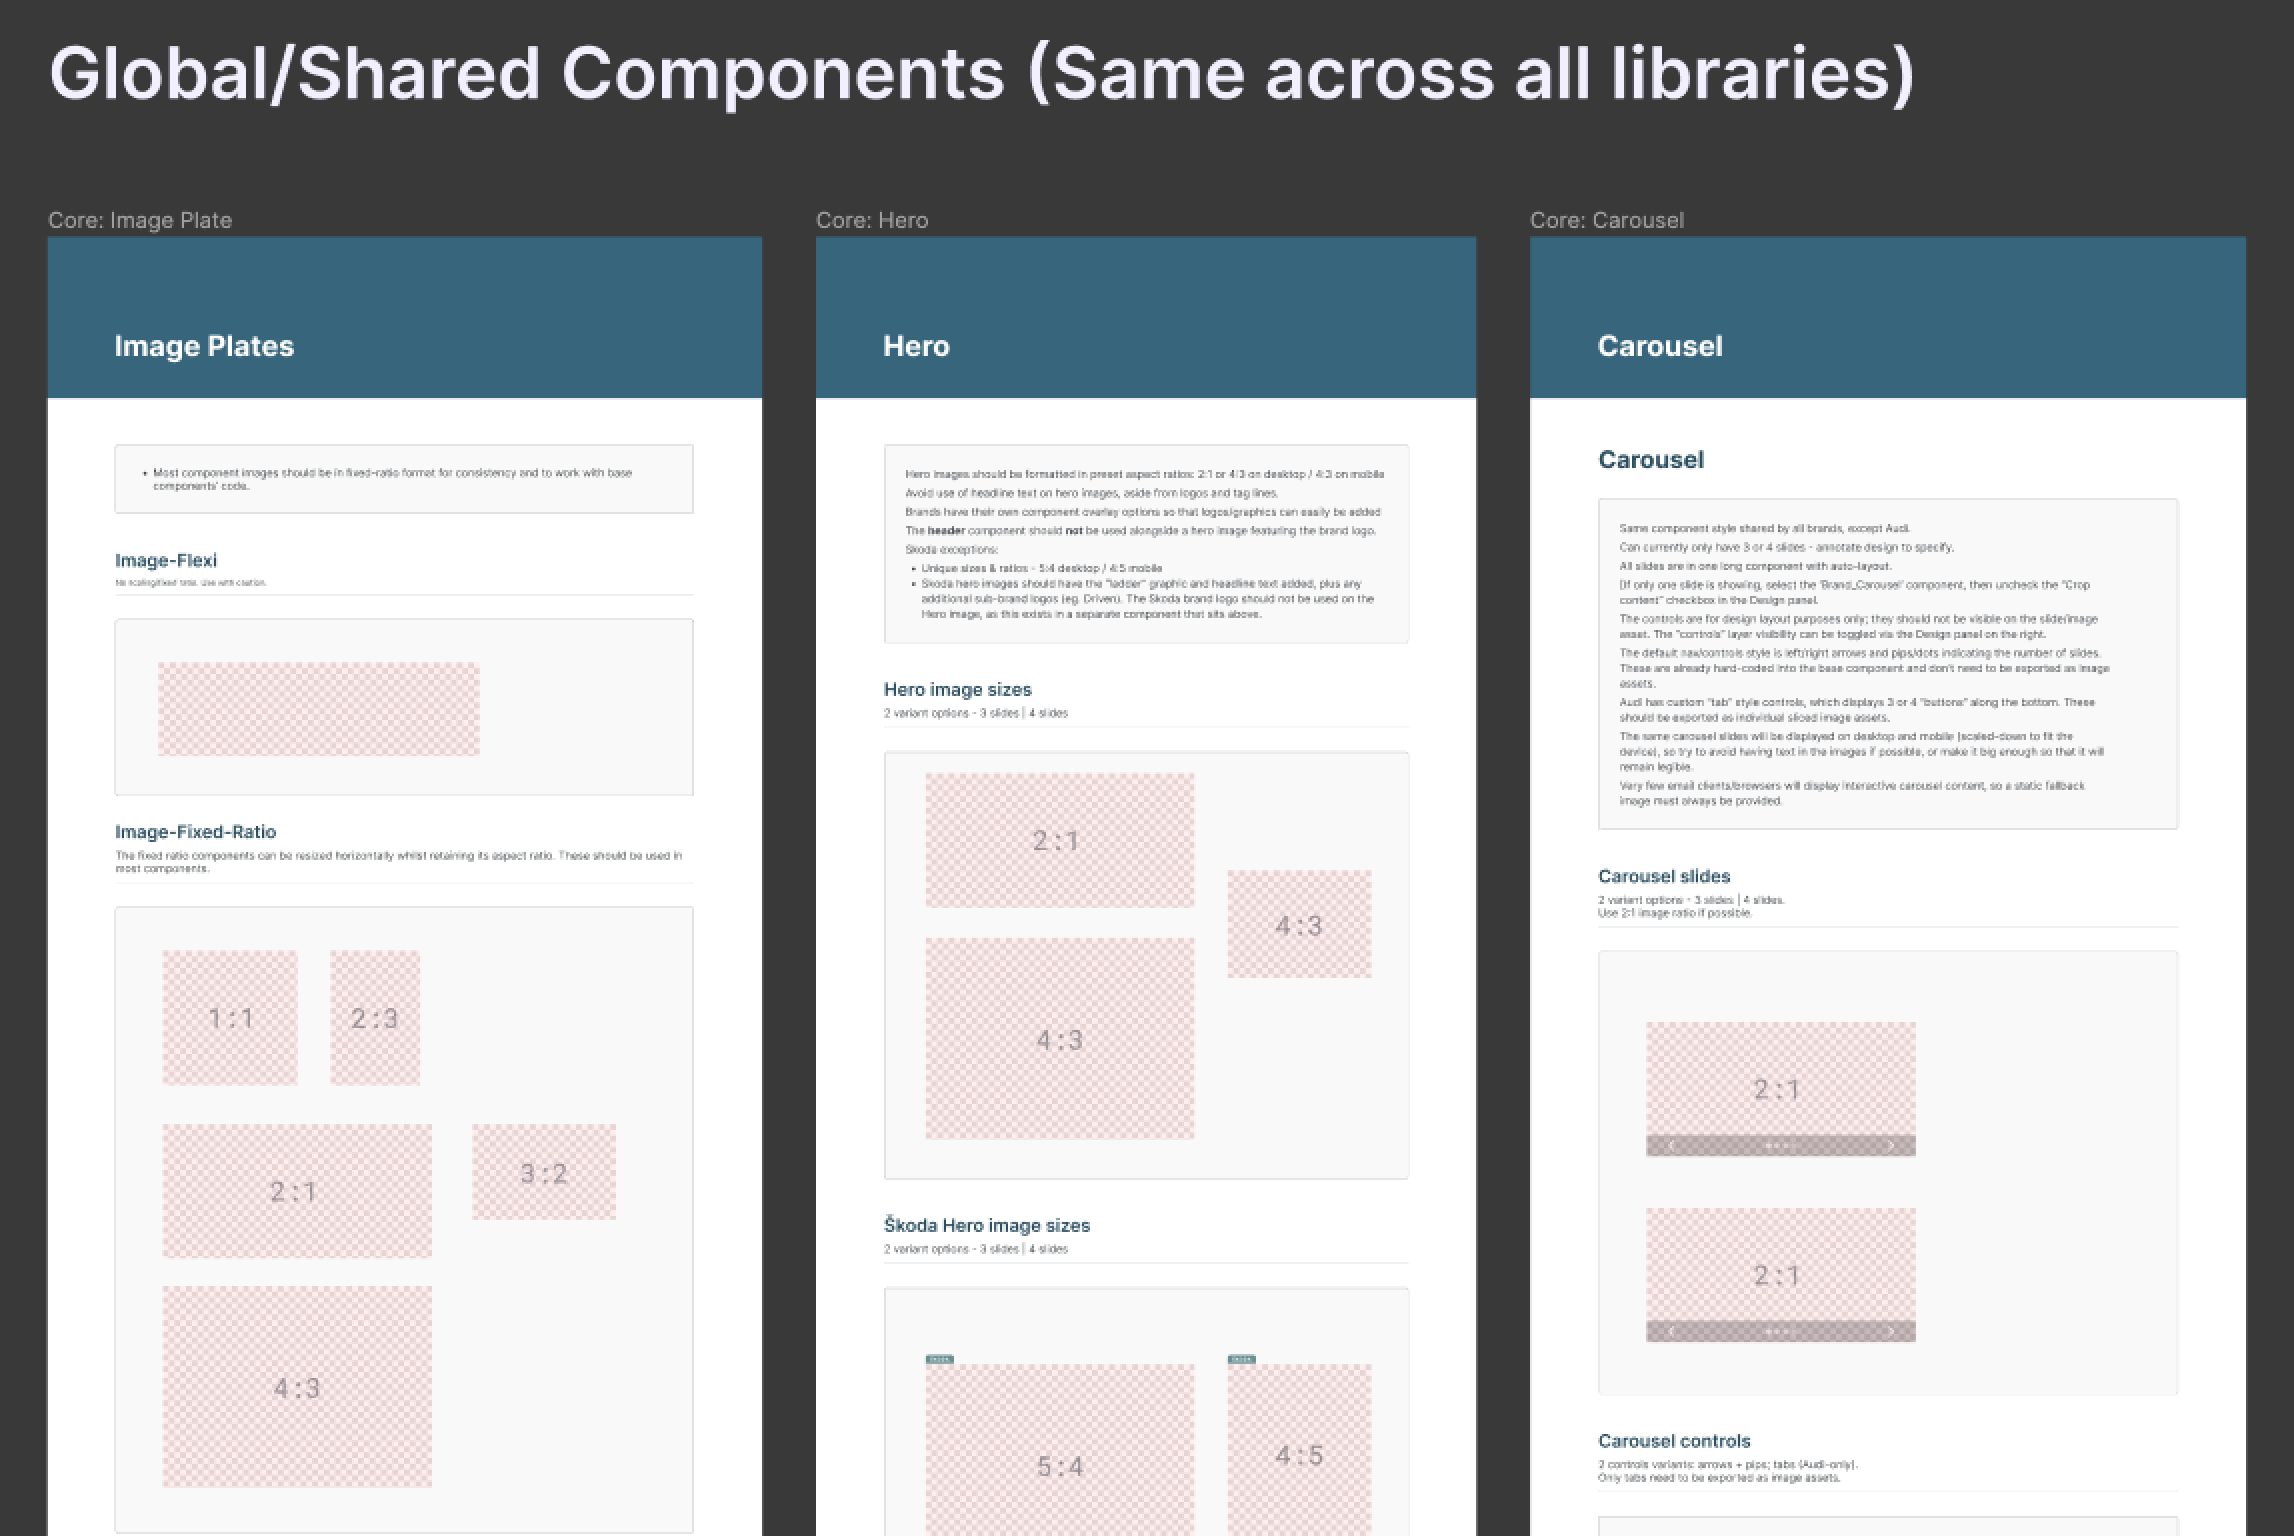 Global/Shared Components (Same across all libraries)
Core: Image Plate
Image Plates
• Most component images should be in fixed-ratio format for consistency and to work with base
components' code.
Image-Flexi
No scaling/fixed ratio. Use with caution.
Image-Fixed-Ratio
The fixed ratio components can be resized horizontally whilst retaining its aspect ratio. These should be used in
most components.
1:1
2:3
2:1
3:2
4:3
Core: Hero
Hero
Hero images should be formatted in preset aspect ratios: 2:1 or 4:3 on desktop / 4:3 on mobile
Avoid use of headline text on hero images, aside from logos and tag lines.
Brands have their own component overlay options so that logos/graphics can easily be added
The header component should not be used alongside a hero image featuring the brand logo.
Skoda exceptions:
• Unique sizes & ratios - 5:4 desktop / 4:5 mobile
• Skoda hero images should have the "ladder" graphic and headline text added, plus any
additional sub-brand logos (eg. Driven). The Skoda brand logo should not be used on the
Hero image, as this exists in a separate component that sits above.
Hero image sizes
2 variant options - 3 slides | 4 slides
2:1
4:3
4:3
Škoda Hero image sizes
2 variant options - 3 slides | 4 slides
5:4
4:5
Core: Carousel
Carousel
Carousel
Same component style shared by all brands, except Audi.
Can currently only have 3 or 4 slides - annotate design to specify.
All slides are in one long component with auto-layout.
(If only one slide is showing, select the 'Brand_Carousel' component, then uncheck the "Crop
content" checkbox in the Design panel.
The controls are for design layout purposes only; they should not be visible on the slide/image
asset. The "controls" layer visibility can be toggled via the Design panel on the right.
The default nav/controls style is left/right arrows and pips/dots indicating the number of slides.
These are already hard-coded into the base component and don't need to be exported as image
assets.
Audi has custom "tab" style controls, which displays 3 or 4 "buttons" along the bottom. These
should be exported as individual sliced image assets.
The same carousel slides will be displayed on desktop and mobile (scaled-down to fit the
device), so try to avoid having text in the images if possible, or make it big enough so that it will
remain legible.
Very few email clients/browsers will display interactive carousel content, so a static fallback
image must always be provided.
Carousel slides
2 variant options - 3 slides | 4 slides.
Use 2:1 image ratio if possible.
2:1
2:1
Carousel controls
2 controls variants: arrows + pips; tabs (Audi-only).
Only tabs need to be exported as image assets.